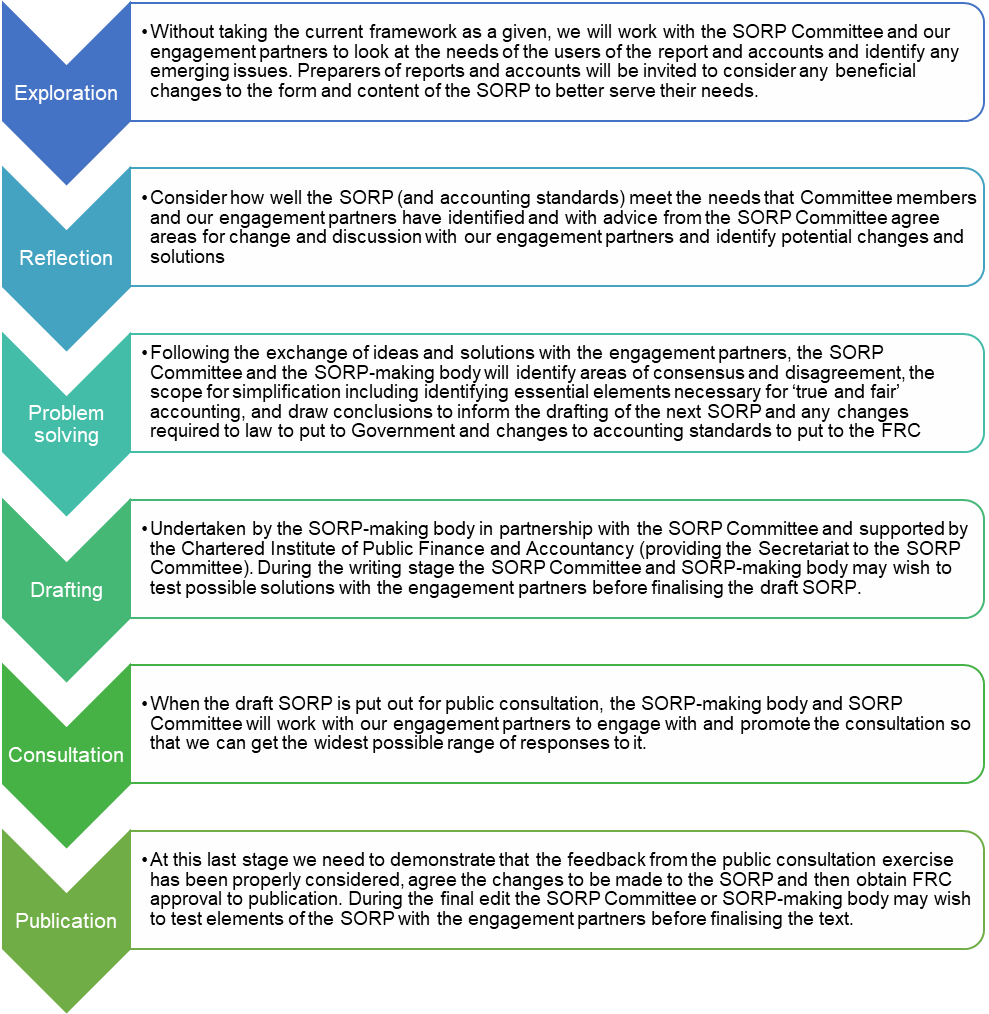 Exploration
•Without taking the current framework as a given, we will work with the SORP Committee and our
engagement partners to look at the needs of the users of the report and accounts and identify any
emerging issues. Preparers of reports and accounts will be invited to consider any beneficial
changes to the form and content of the SORP to better serve their needs.
Reflection
•Consider how well the SORP (and accounting standards) meet the needs that Committee members
and our engagement partners have identified and with advice from the SORP Committee agree
areas for change and discussion with our engagement partners and identify potential changes and
solutions
Problem
solving
•Following the exchange of ideas and solutions with the engagement partners, the SORP
Committee and the SORP-making body will identify areas of consensus and disagreement, the
scope for simplification including identifying essential elements necessary for ‘true and fair’
accounting, and draw conclusions to inform the drafting of the next SORP and any changes
required to law to put to Government and changes to accounting standards to put to the FRC
Drafting
•Undertaken by the SORP-making body in partnership with the SORP Committee and supported by
the Chartered Institute of Public Finance and Accountancy (providing the Secretariat to the SORP
Committee). During the writing stage the SORP Committee and SORP-making body may wish to
test possible solutions with the engagement partners before finalising the draft SORP.
Consultation
•When the draft SORP is put out for public consultation, the SORP-making body and SORP
Committee will work with our engagement partners to engage with and promote the consultation so
that we can get the widest possible range of responses to it.
Publication
•At this last stage we need to demonstrate that the feedback from the public consultation exercise
has been properly considered, agree the changes to be made to the SORP and then obtain FRC
approval to publication. During the final edit the SORP Committee or SORP-making body may wish
to test elements of the SORP with the engagement partners before finalising the text.